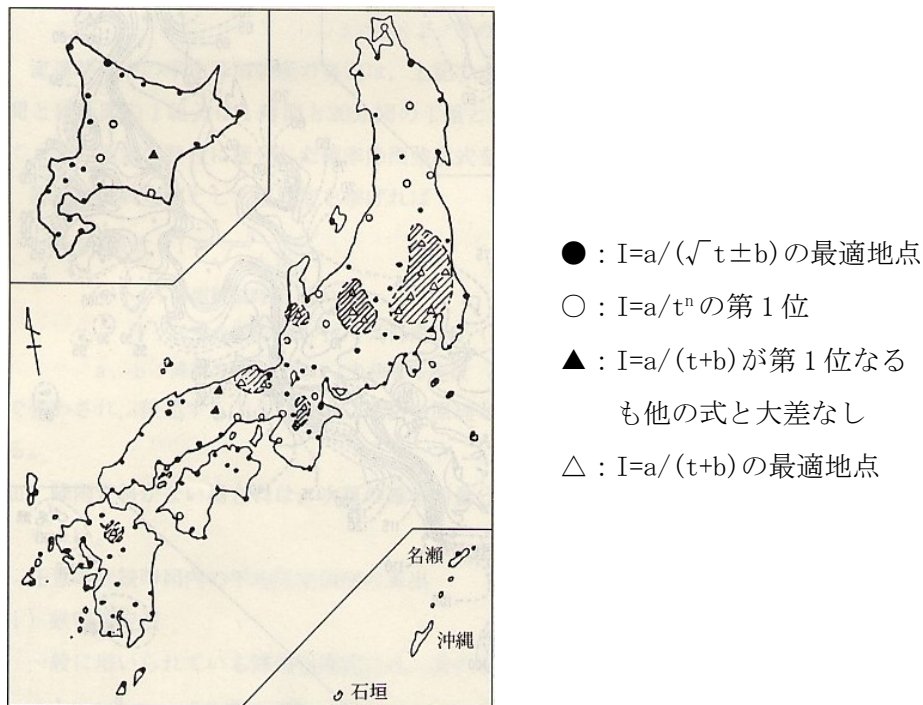 名瀬
沖縄
石垣
●：I=a/(√t±b)の最適地点
○：I=a/tⁿの第1位
▲：I=a/(t+b)が第1位なる
も他の式と大差なし
△：I=a/(t+b)の最適地点